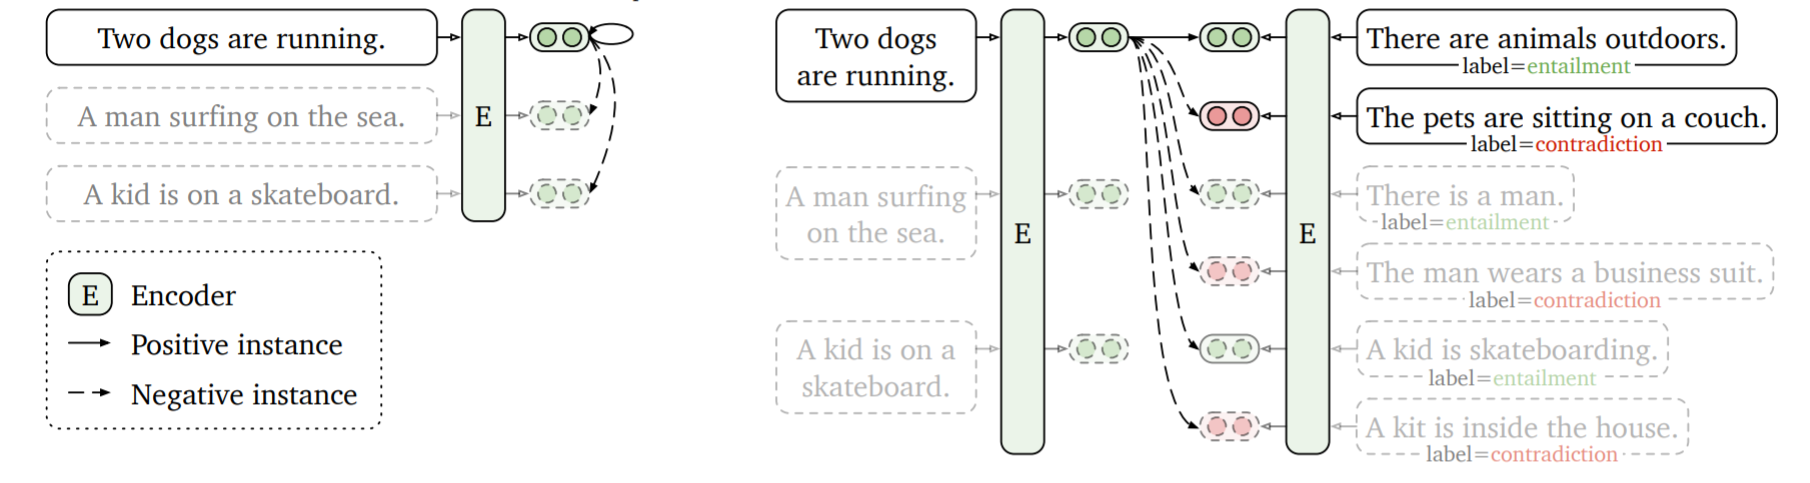 Two dogs are running.
A man surfing on the sea.
A kid is on a skateboard.
E
E Encoder
Positive instance
Negative instance
Two dogs
are running.
A man surfing
on the sea.
A kid is on a
skateboard.
E
E
There are animals outdoors.
label=entailment
The pets are sitting on a couch.
label=contradiction
There is a man.
label=entailment
The man wears a business suit.
label=contradiction
A kid is skateboarding.
label=entailment
A kit is inside the house.
label=contradiction